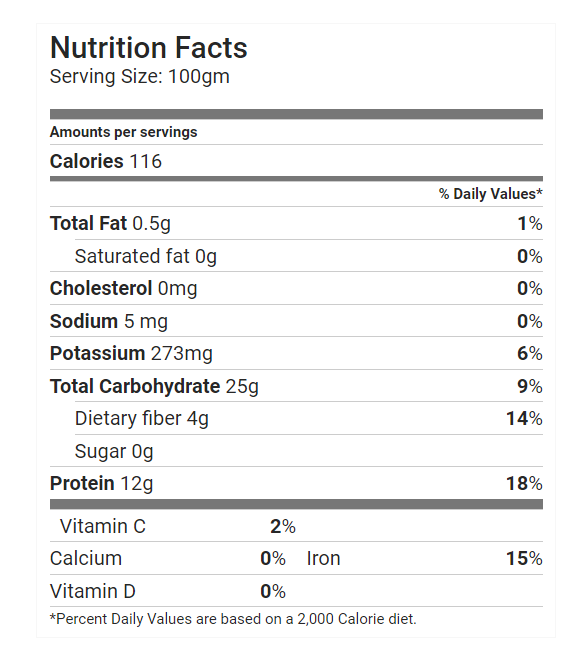 Nutrition Facts
Serving Size: 100gm
Amounts per servings
Calories 116
% Daily Values*
Total Fat 0.5g 1%
Saturated fat 0g 0%
Cholesterol 0mg 0%
Sodium 5 mg 0%
Potassium 273mg 6%
Total Carbohydrate 25g 9%
Dietary fiber 4g 14%
Sugar 0g
Protein 12g 18%
Vitamin C 2%
Calcium 0% Iron 15%
Vitamin D 0%
*Percent Daily Values are based on a 2,000 Calorie diet.